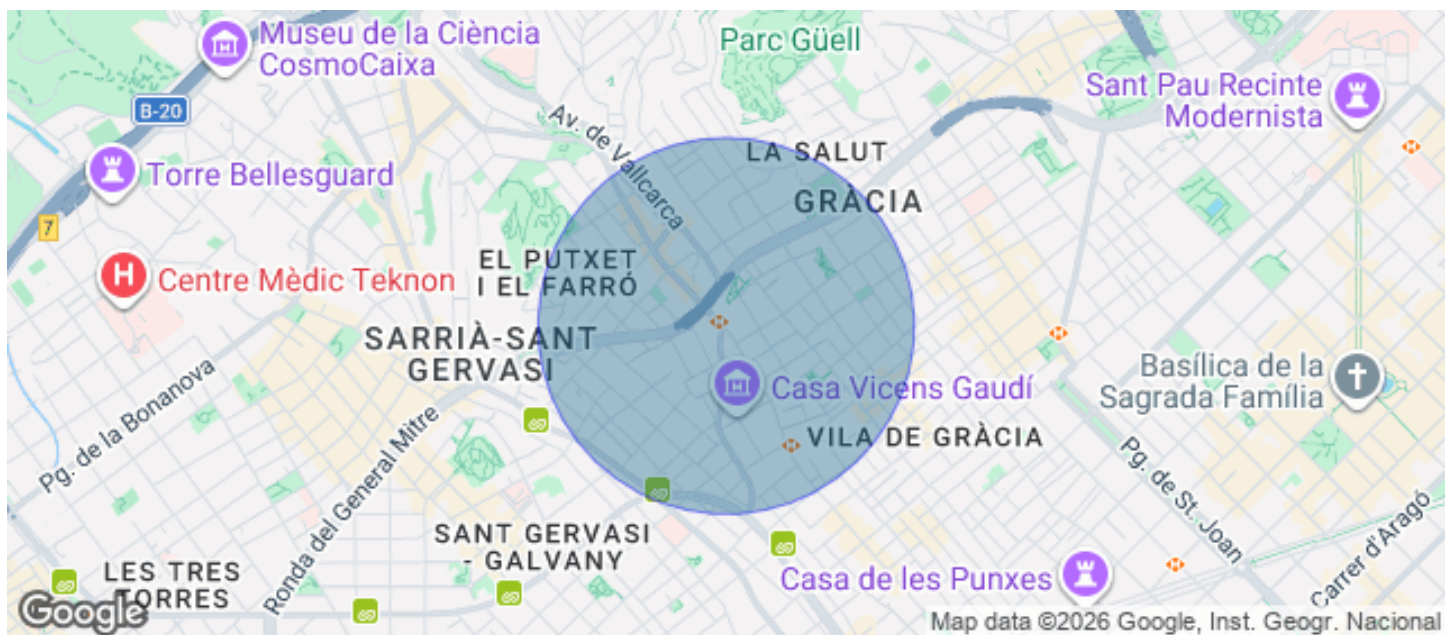 Museu de la Ciència
CosmoCaixa
Parc Güell
Sant Pau Recinte
Modernista
B-20
Av. de Vallcarca
LA SALUT
Torre Bellesguard
GRÀCIA
7
EL PUTXET
I EL FARRÓ
H
Centre Mèdic Teknon
SARRIÀ-SANT
GERVASI
Basílica de la
Sagrada Família
Casa Vicens Gaudí
Pg. de la Bonanova
Ronda del General Mitre
VILA DE GRÀCIA
Pg. de St. Joan
SANT GERVASI
- GALVANY
Carrer d'Aragó
LES TRES
TORRES
Casa de les Punxes
Google
Map data ©2026 Google, Inst. Geogr. Nacional